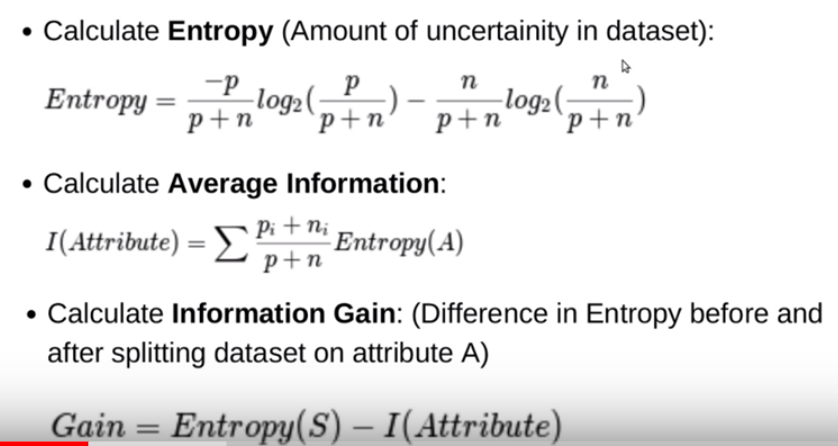 • Calculate Entropy (Amount of uncertainity in dataset):
Entropy = \frac{-p}{p+n} log_2(\frac{p}{p+n}) - \frac{n}{p+n} log_2(\frac{n}{p+n})
• Calculate Average Information:
I(Attribute) = \sum \frac{p_i+n_i}{p+n} Entropy(A)
• Calculate Information Gain: (Difference in Entropy before and
after splitting dataset on attribute A)
Gain = Entropy(S) - I(Attribute)